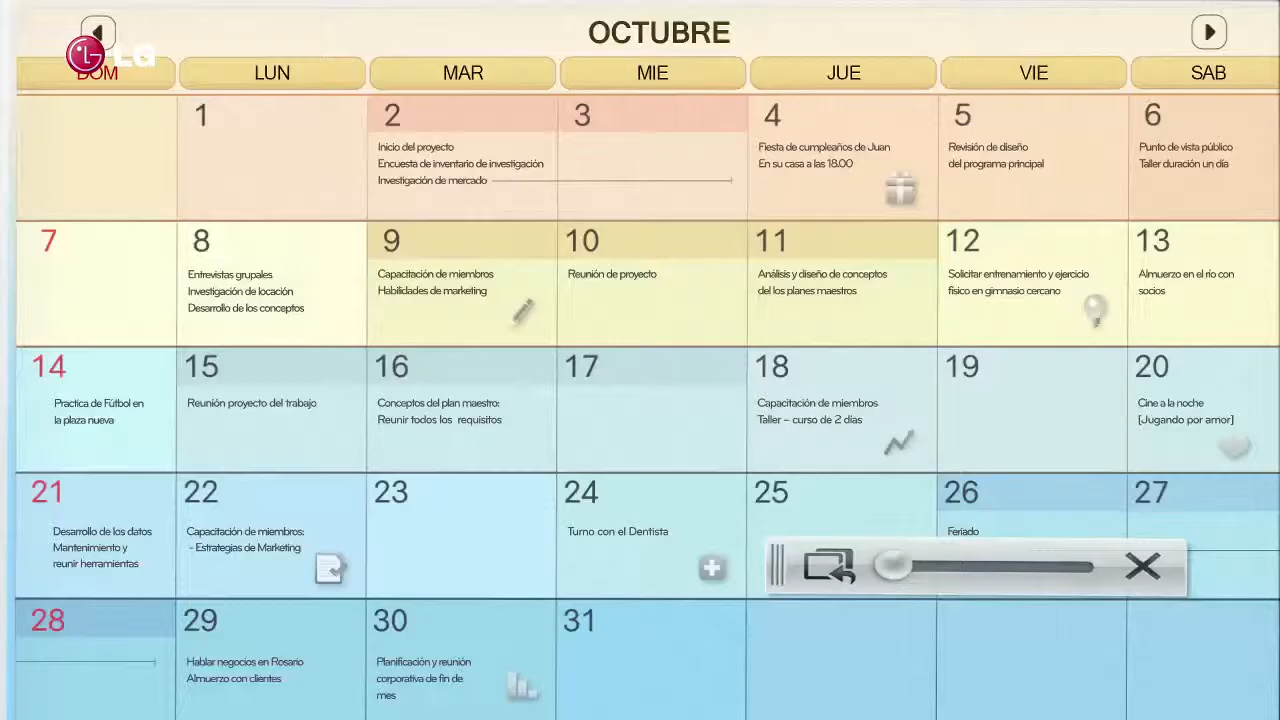 OCTUBRE
LG
DOM LUN MAR MIE JUE VIE SAB
1 2 3 4 5 6
Inicio del proyecto
Encuesta de inventario de investigación
Investigación de mercado
Fiesta de cumpleaños de Juan
En su casa a las 18.00
Revisión de diseño
del programa principal
Punto de vista público
Taller duración un día
7 8 9 10 11 12 13
Entrevistas grupales
Investigación de locación
Desarrollo de los conceptos
Capacitación de miembros
Habilidades de marketing
Reunión de proyecto
Análisis y diseño de conceptos
del los planes maestros
Solicitar entrenamiento y ejercicio
físico en gimnasio cercano
Almuerzo en el río con
socios
14 15 16 17 18 19 20
Practica de Fútbol en
la plaza nueva
Reunión proyecto del trabajo
Conceptos del plan maestro:
Reunir todos los requisitos
Capacitación de miembros
Taller – curso de 2 días
Cine a la noche
[Jugando por amor]
21 22 23 24 25 26 27
Desarrollo de los datos
Mantenimiento y
reunir herramientas
Capacitación de miembros:
- Estrategias de Marketing
Turno con el Dentista
Feriado
28 29 30 31
Hablar negocios en Rosario
Almuerzo con clientes
Planificación y reunión
corporativa de fin de
mes